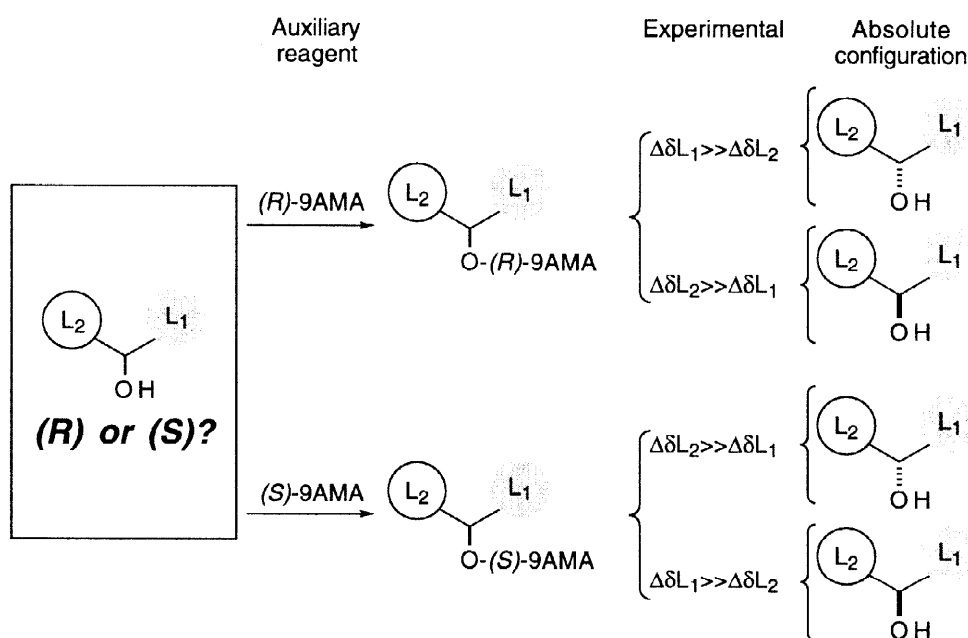 Auxiliary
reagent
Experimental
Absolute
configuration
L2
L1
OH
(R) or (S)?
(R)-9AMA
L2
L1
O-(R)-9AMA
ΔδL1>>ΔδL2
L2
L1
OH
ΔδL2>>ΔδL1
L2
L1
OH
(S)-9AMA
L2
L1
O-(S)-9AMA
ΔδL2>>ΔδL1
L2
L1
OH
ΔδL1>>ΔδL2
L2
L1
OH